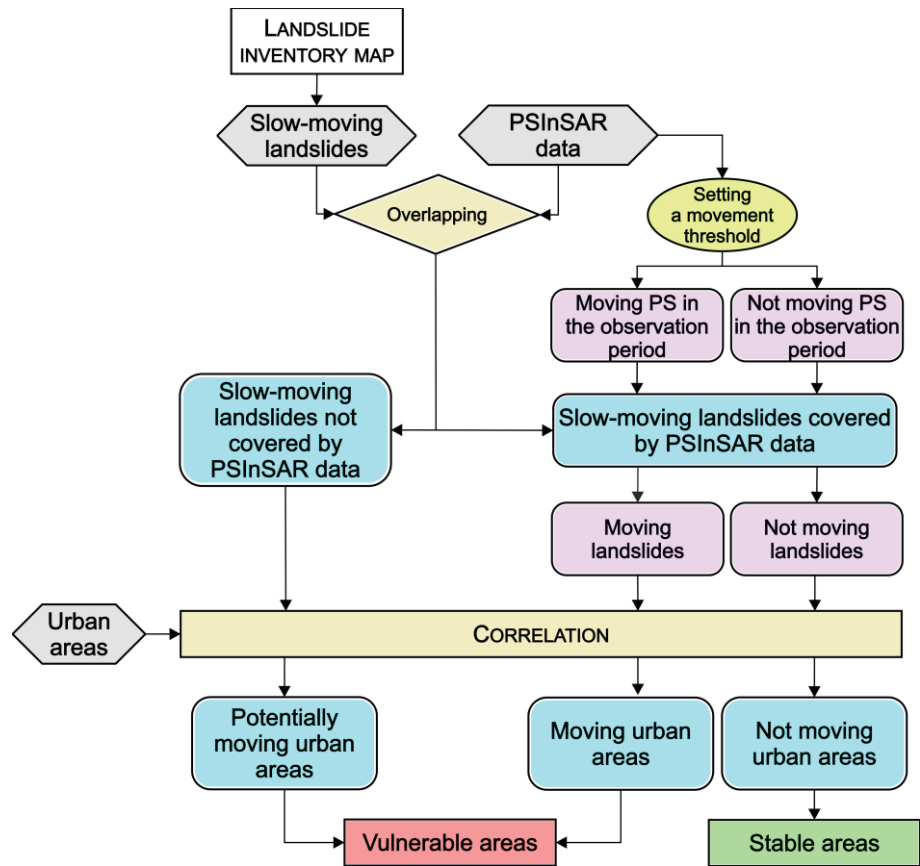 LANDSLIDE
INVENTORY MAP
Slow-moving
landslides
PSInSAR
data
Overlapping
Setting
a movement
threshold
Moving PS in
the observation
period
Not moving PS
in the observation
period
Slow-moving
landslides not
covered by
PSInSAR data
Slow-moving landslides covered
by PSInSAR data
Moving
landslides
Not moving
landslides
Urban
areas
CORRELATION
Potentially
moving urban
areas
Moving urban
areas
Not moving
urban areas
Vulnerable areas
Stable areas